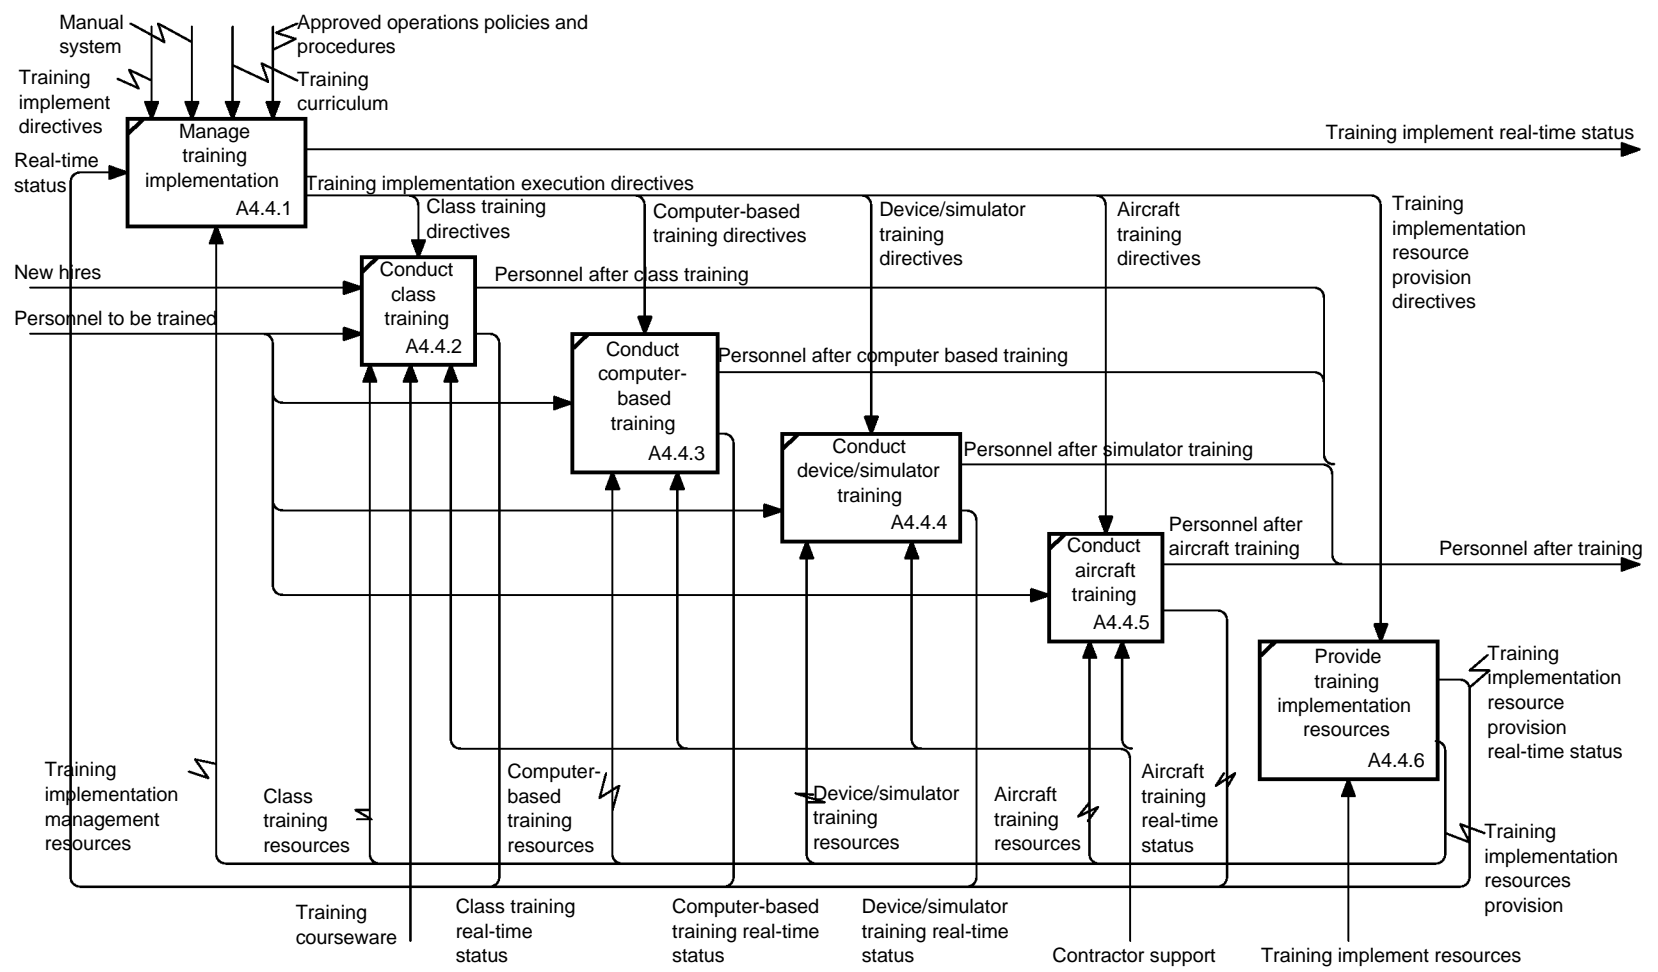 Manual
system
Approved operations policies and
procedures
Training
implement
directives
Training
curriculum
Manage
training
implementation
A4.4.1
Real-time
status
Training implement real-time status
Training implementation execution directives
Class training
directives
Computer-based
training directives
Device/simulator
training
directives
Aircraft
training
directives
Training
implementation
resource
provision
directives
New hires
Personnel to be trained
Conduct
class
training
A4.4.2
Personnel after class training
Conduct
computer-
based
training
A4.4.3
Personnel after computer based training
Conduct
device/simulator
training
A4.4.4
Personnel after simulator training
Conduct
aircraft
training
A4.4.5
Personnel after
aircraft training
Personnel after training
Provide
training
implementation
resources
A4.4.6
Training
implementation
resource
provision
real-time status
Training
implementation
management
resources
Class
training
resources
Computer-
based
training
resources
Device/simulator
training
resources
Aircraft
training
resources
Aircraft
training
real-time
status
Training
implementation
resources
provision
Training
courseware
Class training
real-time
status
Computer-based
training real-time
status
Device/simulator
training real-time
status
Contractor support
Training implement resources